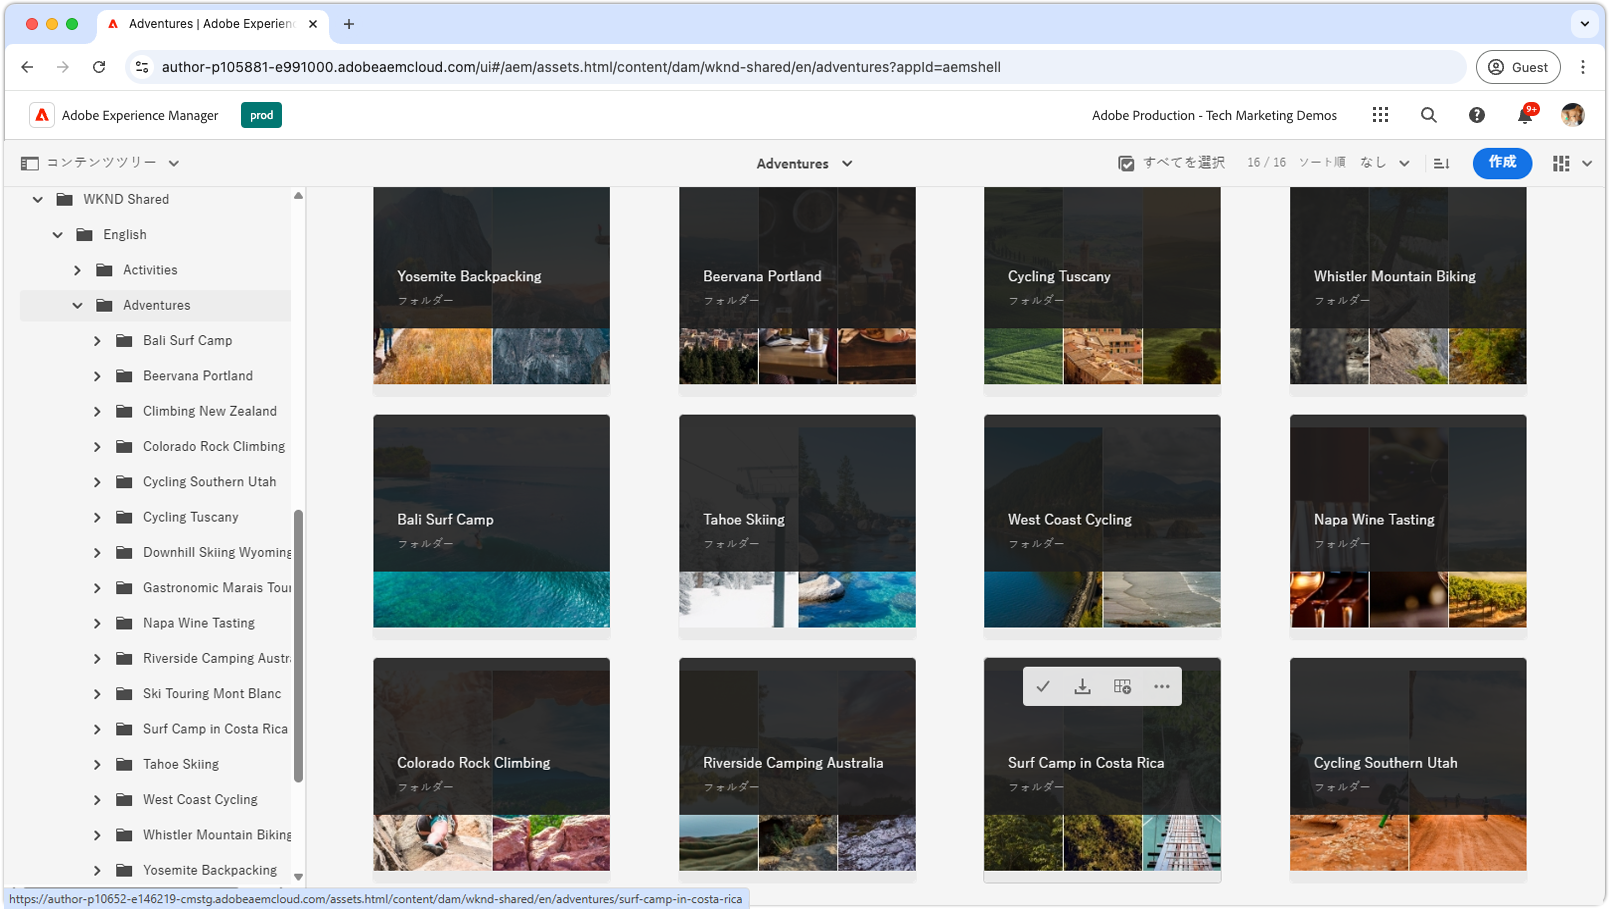 Adventures | Adobe Experien
author-p105881-e991000.adobeaemcloud.com/ui#/aem/assets.html/content/dam/wknd-shared/en/adventures?appId=aemshell
Guest
Adobe Experience Manager
prod
Adobe Production - Tech Marketing Demos
9+
コンテンツツリー
Adventures
すべてを選択
16 / 16
ソート順
なし
作成
WKND Shared
English
Activities
Adventures
Bali Surf Camp
Beervana Portland
Climbing New Zealand
Colorado Rock Climbing
Cycling Southern Utah
Cycling Tuscany
Downhill Skiing Wyoming
Gastronomic Marais Tour
Napa Wine Tasting
Riverside Camping Austra
Ski Touring Mont Blanc
Surf Camp in Costa Rica
Tahoe Skiing
West Coast Cycling
Whistler Mountain Biking
Yosemite Backpacking
Yosemite Backpacking
フォルダー
Beervana Portland
フォルダー
Cycling Tuscany
フォルダー
Whistler Mountain Biking
フォルダー
Bali Surf Camp
フォルダー
Tahoe Skiing
フォルダー
West Coast Cycling
フォルダー
Napa Wine Tasting
フォルダー
Colorado Rock Climbing
フォルダー
Riverside Camping Australia
フォルダー
Surf Camp in Costa Rica
フォルダー
Cycling Southern Utah
フォルダー
https://author-p10652-e146219-cmstg.adobeaemcloud.com/assets.html/content/dam/wknd-shared/en/adventures/surf-camp-in-costa-rica